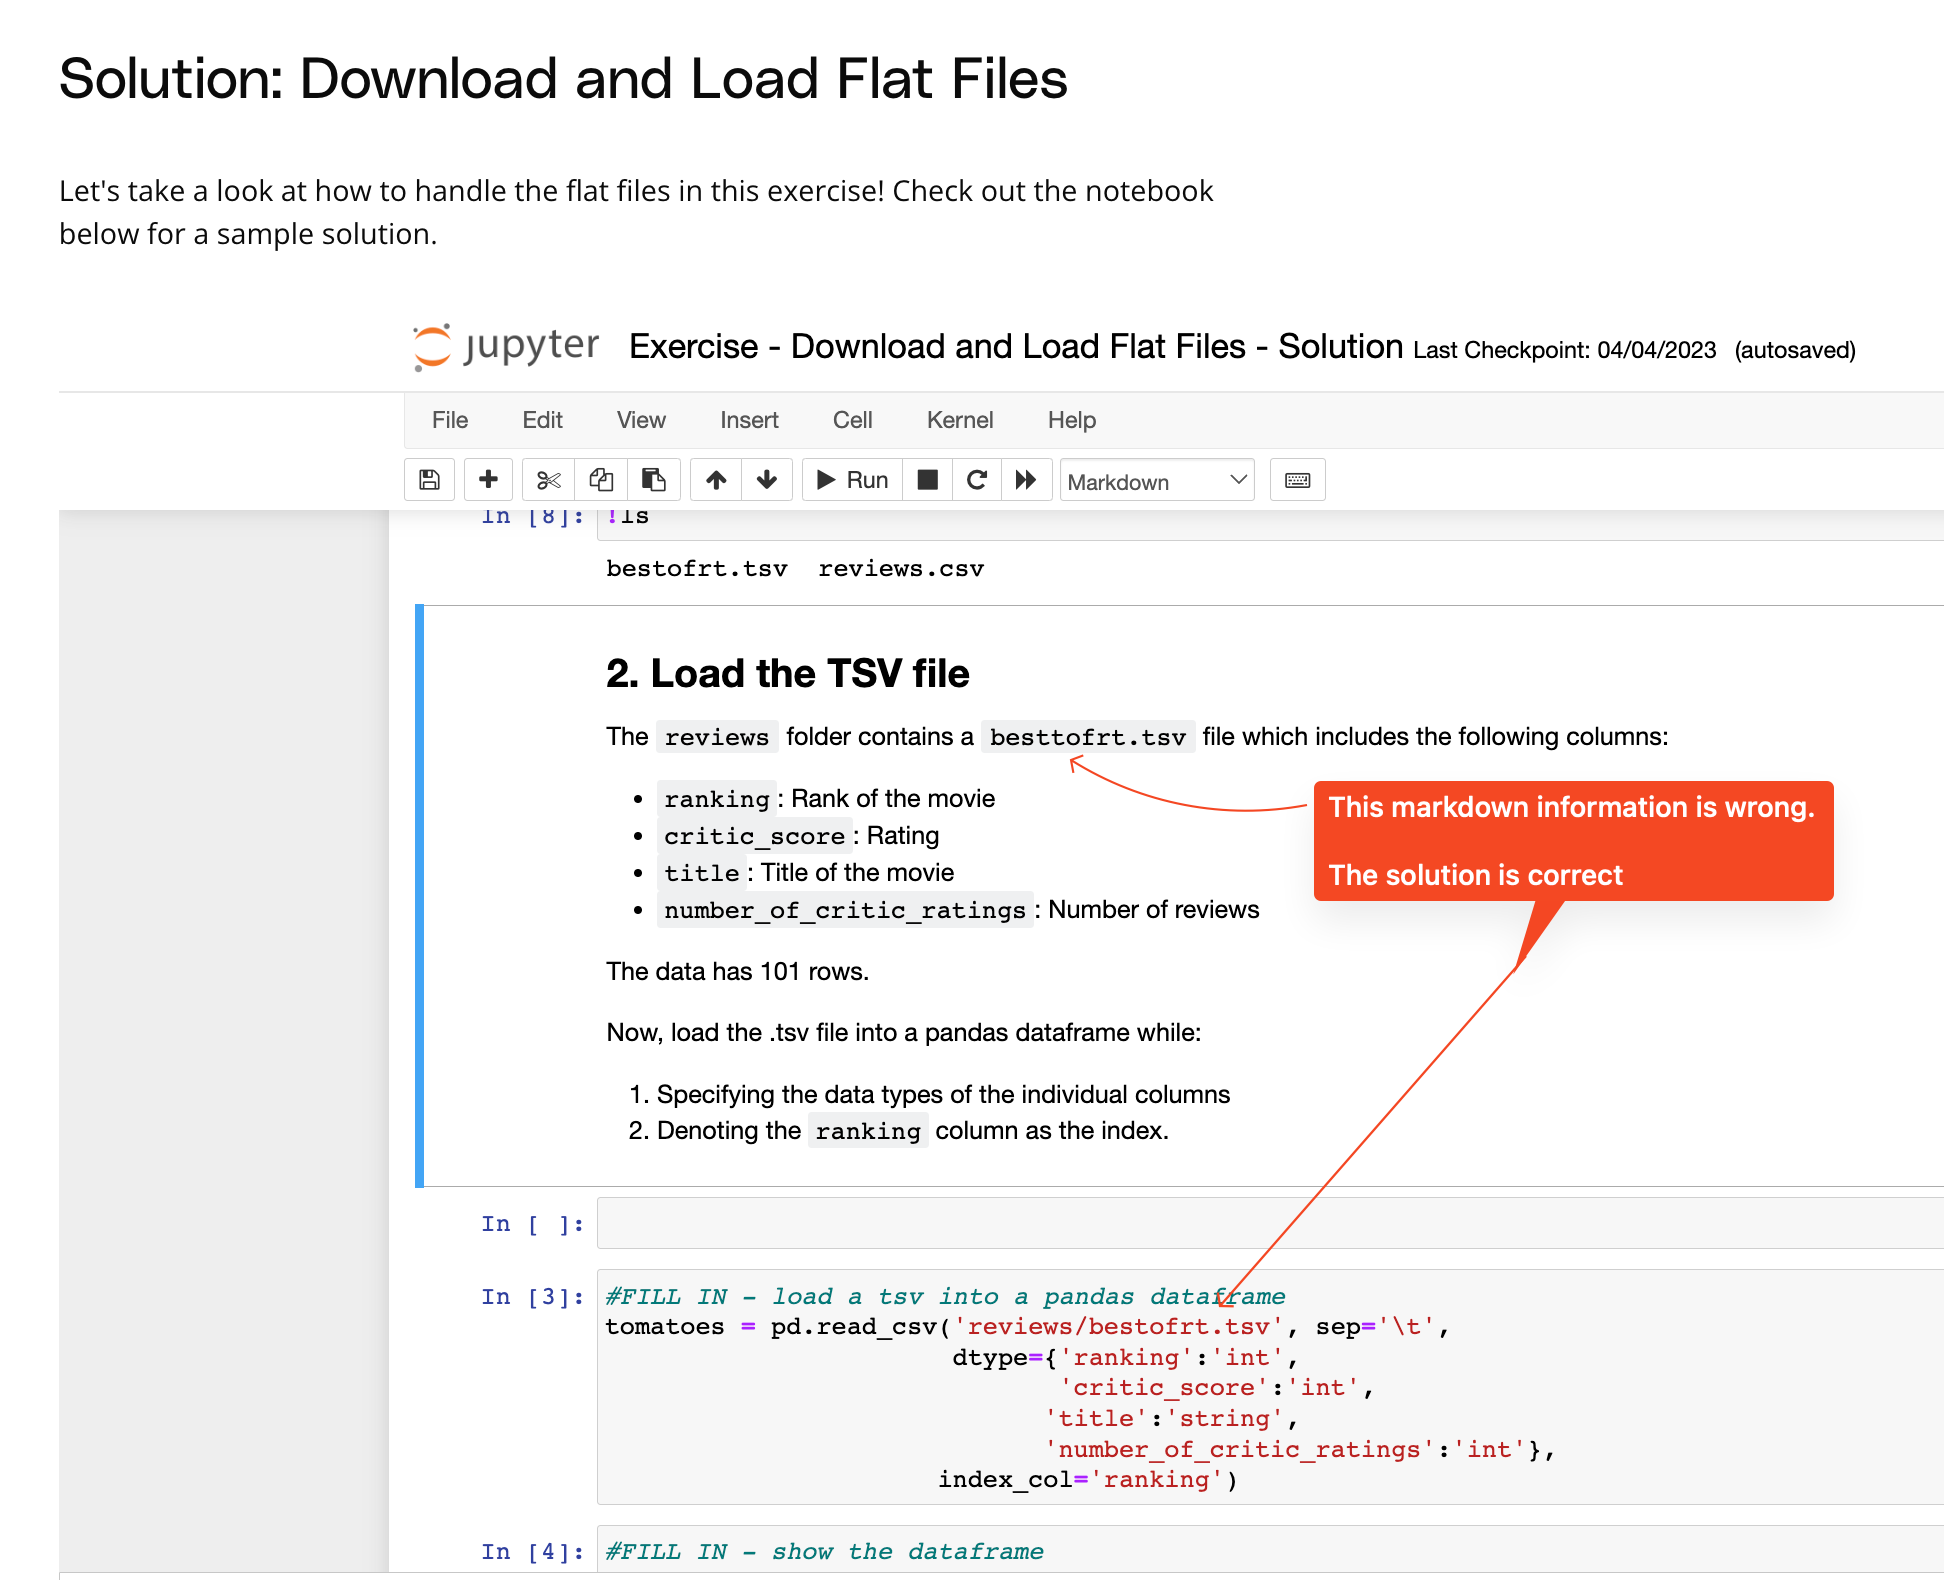 Solution: Download and Load Flat Files
Let's take a look at how to handle the flat files in this exercise! Check out the notebook
below for a sample solution.
jupyter Exercise - Download and Load Flat Files - Solution Last Checkpoint: 04/04/2023 (autosaved)
File Edit View Insert Cell Kernel Help
Run Markdown
In [8]: !ls
bestofrt.tsv reviews.csv
2. Load the TSV file
The reviews folder contains a besttofrt.tsv file which includes the following columns:
• ranking : Rank of the movie
• critic_score : Rating
• title : Title of the movie
• number_of_critic_ratings : Number of reviews
This markdown information is wrong.
The solution is correct
The data has 101 rows.
Now, load the .tsv file into a pandas dataframe while:
1. Specifying the data types of the individual columns
2. Denoting the ranking column as the index.
In [ ]:
In [3]: #FILL IN - load a tsv into a pandas dataframe
tomatoes = pd.read_csv('reviews/bestofrt.tsv', sep='\t',
dtype={'ranking':'int',
'critic_score':'int',
'title':'string',
'number_of_critic_ratings':'int'},
index_col='ranking')
In [4]: #FILL IN - show the dataframe